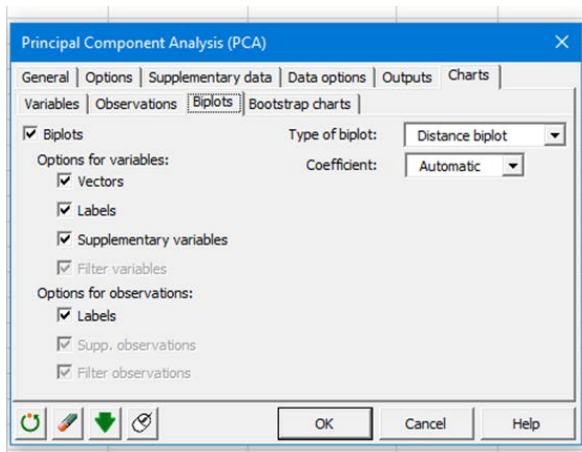 Principal Component Analysis (PCA)
General Options Supplementary data Data options Outputs Charts
Variables Observations Biplots Bootstrap charts
Biplots Type of biplot: Distance biplot
Options for variables: Coefficient: Automatic
Vectors
Labels
Supplementary variables
Filter variables
Options for observations:
Labels
Supp. observations
Filter observations
OK Cancel Help